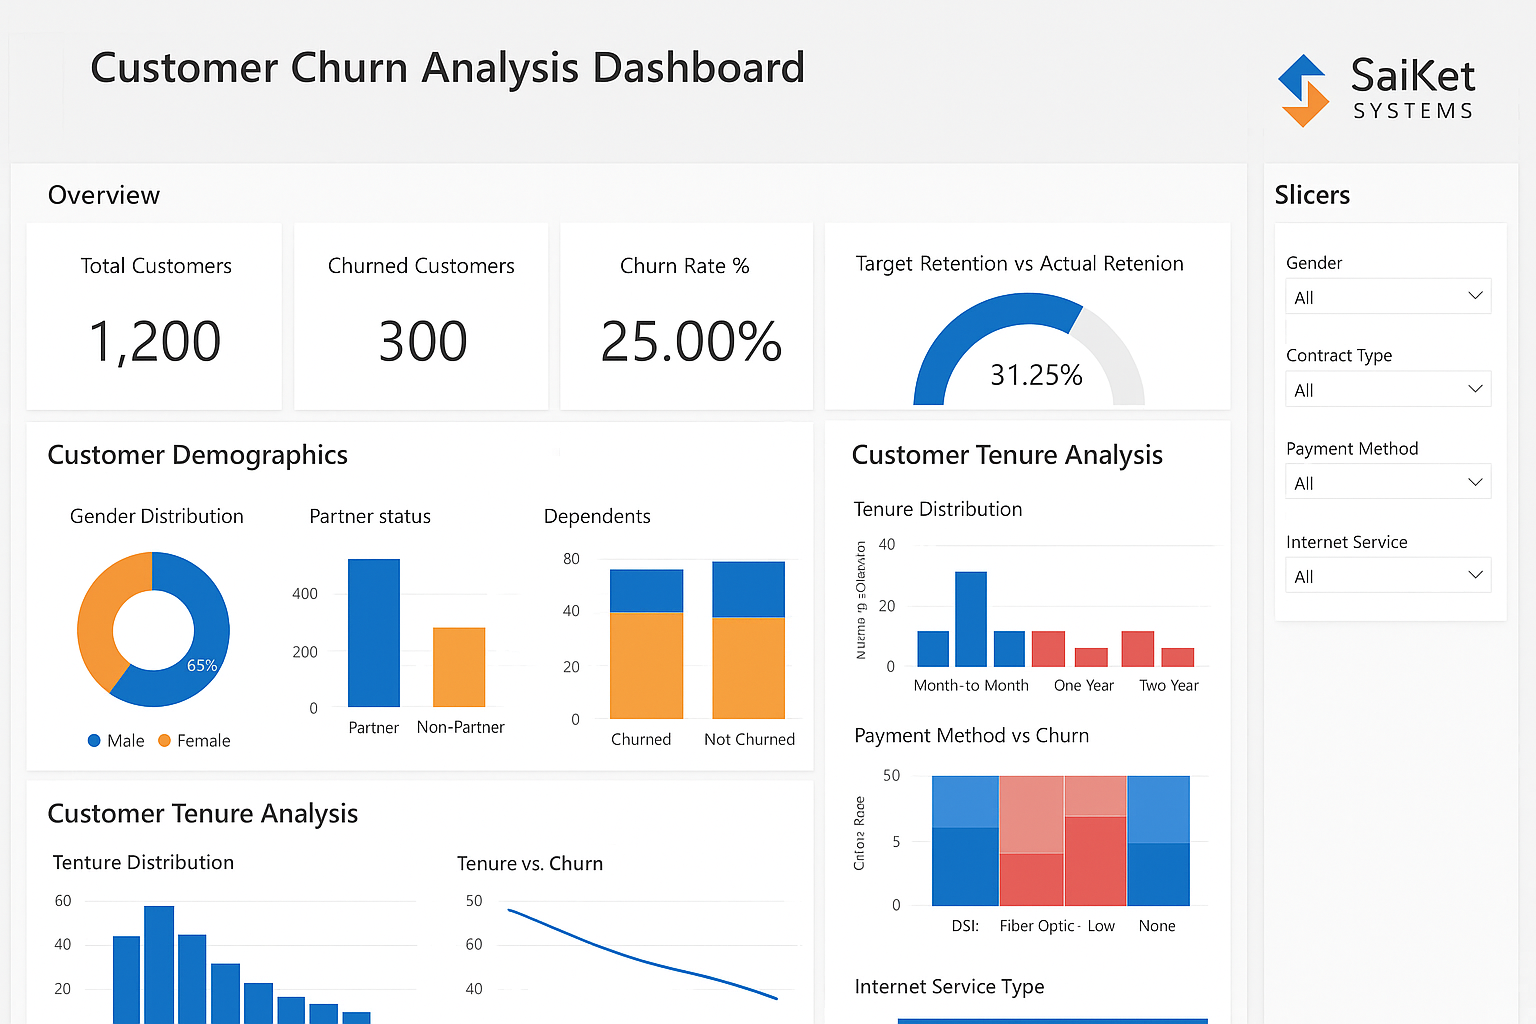 Customer Churn Analysis Dashboard
SaiKet
SYSTEMS
Overview
Total Customers
1,200
Churned Customers
300
Churn Rate %
25.00%
Target Retention vs Actual Retenion
31.25%
Slicers
Gender
All
Contract Type
All
Payment Method
All
Internet Service
All
Customer Demographics
Gender Distribution
65%
Male
Female
Partner status
400
200
0
Partner
Non-Partner
Dependents
80
40
20
0
Churned
Not Churned
Customer Tenure Analysis
Tenure Distribution
40
20
0
Month-to Month
One Year
Two Year
Payment Method vs Churn
50
5
0
DSI:
Fiber Optic - Low
None
Internet Service Type
Customer Tenure Analysis
Tenture Distribution
60
40
20
Tenure vs. Churn
50
60
40